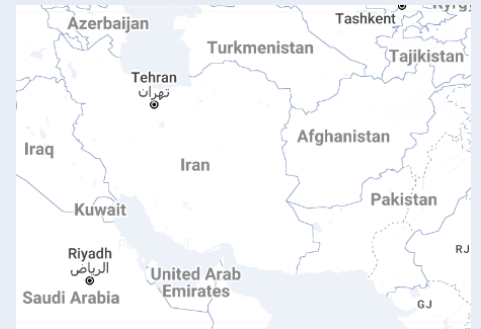 Kyrgy
Tashkent
Azerbaijan
Turkmenistan
Tajikistan
Tehran
تهران
Afghanistan
Iraq
Iran
Pakistan
Kuwait
Riyadh
الرياض
RJ
United Arab
Emirates
Saudi Arabia
GJ